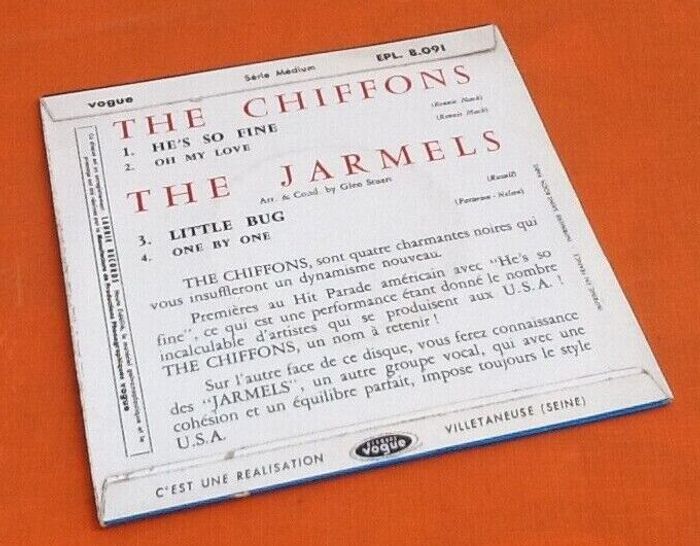 vogue Série Medium EPL. 8.091
THE CHIFFONS
1. HE'S SO FINE (Ronnie Mack)
2. OH MY LOVE (Ronnie Mack)
THE JARMELS
Arr. & Cond. by Glen Stuart
3. LITTLE BUG (Russell)
4. ONE BY ONE
THE CHIFFONS, sont quatre charmantes noires qui
vous insuffleront un dynamisme nouveau.
Premières au Hit Parade américain avec "He's so
fine", ce qui est une performance étant donné le nombre
incalculable d'artistes qui se produisent aux U.S.A. !
THE CHIFFONS, un nom à retenir !
Sur l'autre face de ce disque, vous ferez connaissance
des "JARMELS", un autre groupe vocal, qui avec une
cohésion et un équilibre parfait, impose toujours le style
U.S.A.
LAURIE RECORDS
vogue
C'EST UNE REALISATION DISQUES vogue VILLETANEUSE (SEINE)